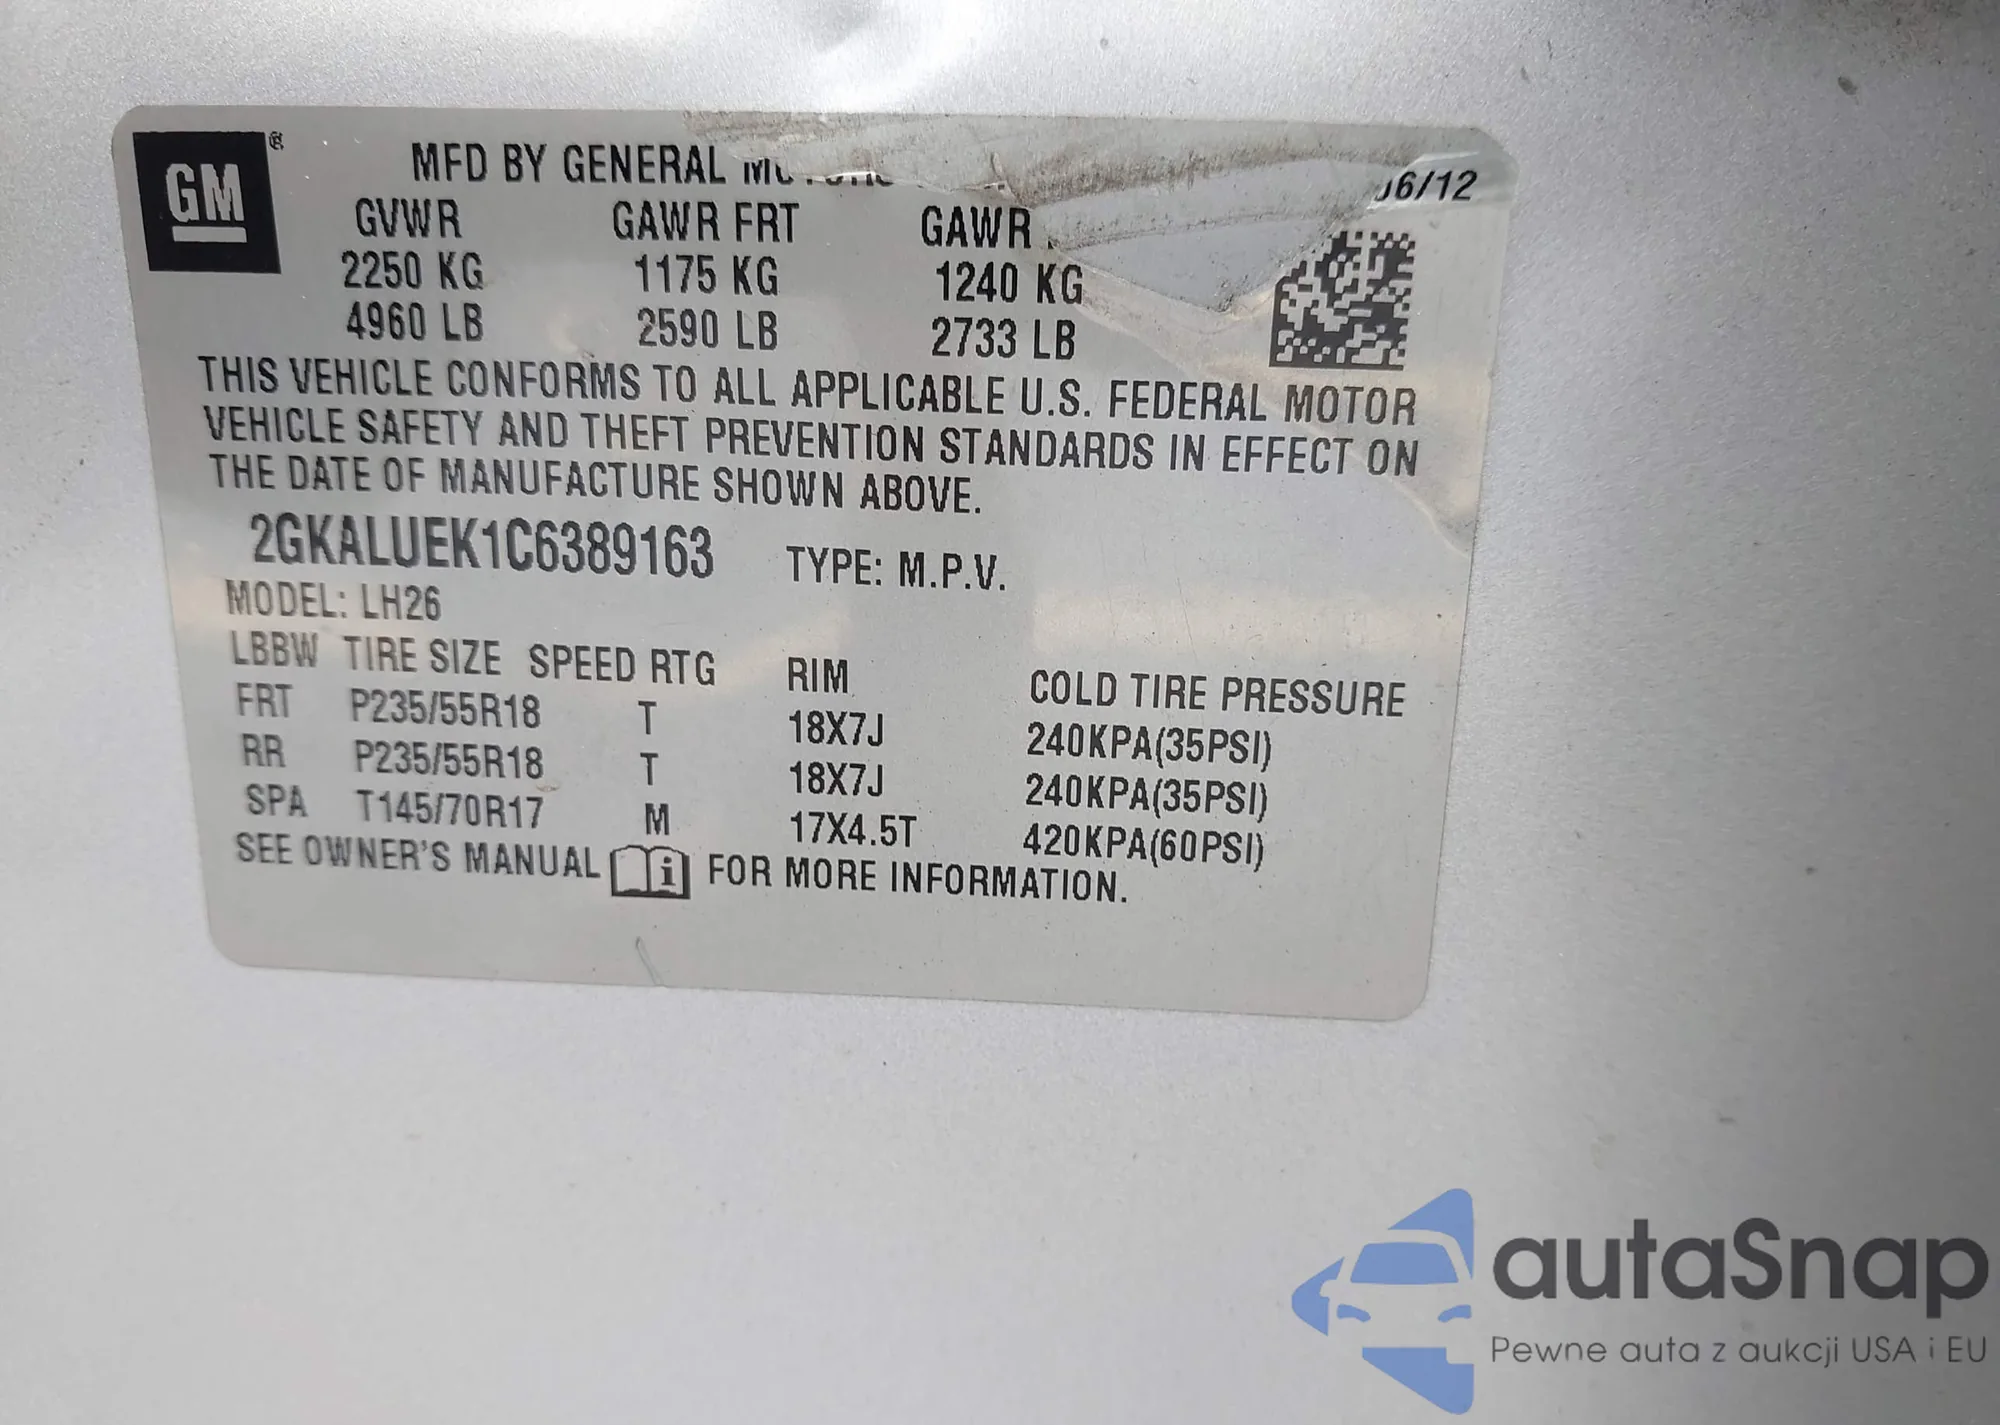 GM ®
MFD BY GENERAL
06/12
GVWR GAWR FRT GAWR
2250 KG 1175 KG 1240 KG
4960 LB 2590 LB 2733 LB
THIS VEHICLE CONFORMS TO ALL APPLICABLE U.S. FEDERAL MOTOR
VEHICLE SAFETY AND THEFT PREVENTION STANDARDS IN EFFECT ON
THE DATE OF MANUFACTURE SHOWN ABOVE.
2GKALUEK1C6389163 TYPE: M.P.V.
MODEL: LH26
LBBW TIRE SIZE SPEED RTG RIM COLD TIRE PRESSURE
FRT P235/55R18 T 18X7J 240KPA(35PSI)
RR P235/55R18 T 18X7J 240KPA(35PSI)
SPA T145/70R17 M 17X4.5T 420KPA(60PSI)
SEE OWNER'S MANUAL i FOR MORE INFORMATION.
autaSnap
Pewne auta z aukcji USA i EU